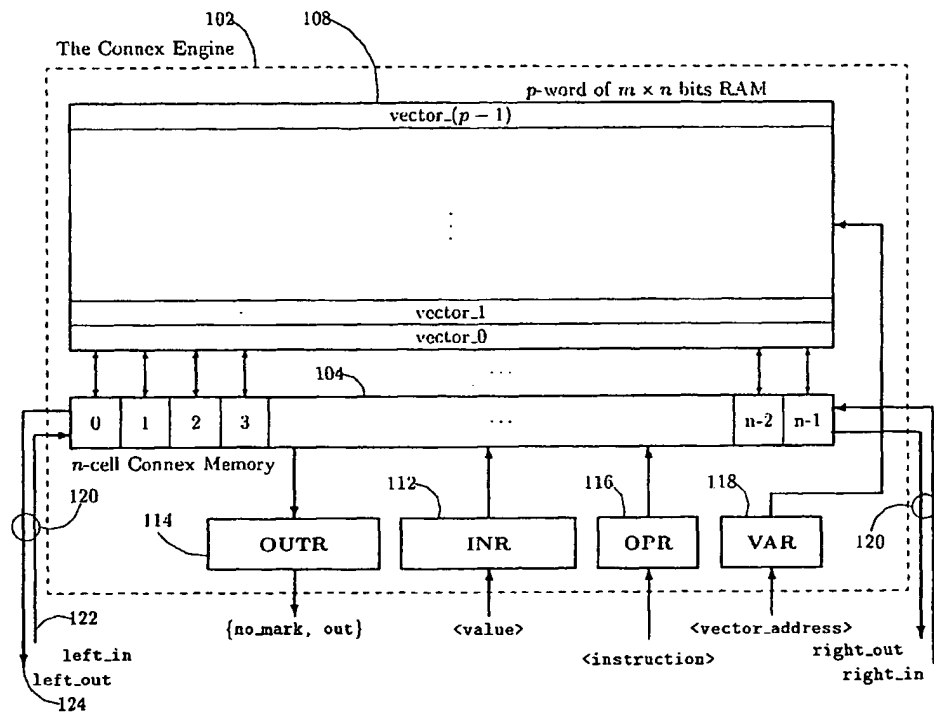 102
108
The Connex Engine
p-word of m × n bits RAM
vector_(p − 1)
vector_1
vector_0
104
0 1 2 3 ... n-2 n-1
n-cell Connex Memory
120
114
OUTR
112
INR
116
OPR
118
VAR
120
122
{no_mark, out}
<value>
<vector_address>
left_in
<instruction>
right_out
left_out
right_in
124